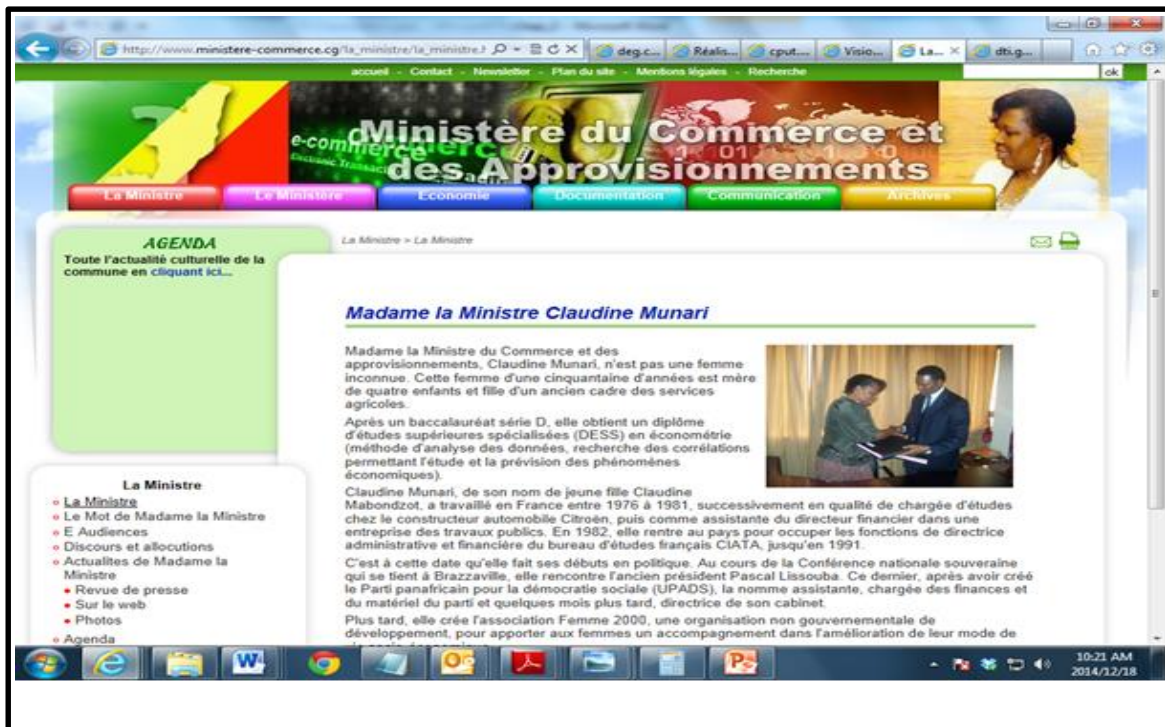 http://www.ministere-commerce.cg/la_ministre/la_ministre.
deg.c...
Réalis...
cput...
Visio...
La...
dti.g...
accueil - Contact - Newsletter - Plan du site - Mentions légales - Recherche
ok
e-commerce
Ministère du Commerce et
des Approvisionnements
La Ministre
Le Ministère
Economie
Documentation
Communication
Archives
AGENDA
Toute l'actualité culturelle de la
commune en cliquant ici...
La Ministre > La Ministre
Madame la Ministre Claudine Munari
Madame la Ministre du Commerce et des
approvisionnements, Claudine Munari, n'est pas une femme
inconnue. Cette femme d'une cinquantaine d'années est mère
de quatre enfants et fille d'un ancien cadre des services
agricoles.
Après un baccalauréat série D, elle obtient un diplôme
d'études supérieures spécialisées (DESS) en économétrie
(méthode d'analyse des données, recherche des corrélations
permettant l'étude et la prévision des phénomènes
économiques).
Claudine Munari, de son nom de jeune fille Claudine
Mabondzot, a travaillé en France entre 1976 à 1981, successivement en qualité de chargée d'études
chez le constructeur automobile Citroën, puis comme assistante du directeur financier dans une
entreprise des travaux publics. En 1982, elle rentre au pays pour occuper les fonctions de directrice
administrative et financière du bureau d'études français CIATA, jusqu'en 1991.
C'est à cette date qu'elle fait ses débuts en politique. Au cours de la Conférence nationale souveraine
qui se tient à Brazzaville, elle rencontre l'ancien président Pascal Lissouba. Ce dernier, après avoir créé
le Parti panafricain pour la démocratie sociale (UPADS), la nomme assistante, chargée des finances et
du matériel du parti et quelques mois plus tard, directrice de son cabinet.
Plus tard, elle crée l'association Femme 2000, une organisation non gouvernementale de
développement, pour apporter aux femmes un accompagnement dans l'amélioration de leur mode de
La Ministre
La Ministre
Le Mot de Madame la Ministre
E Audiences
Discours et allocutions
Actualites de Madame la
Ministre
Revue de presse
Sur le web
Photos
Agenda
10:21 AM
2014/12/18